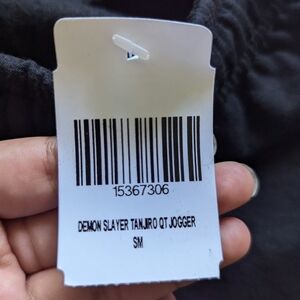 15367306
DEMON SLAYER TANJIRO QT JOGGER
SM